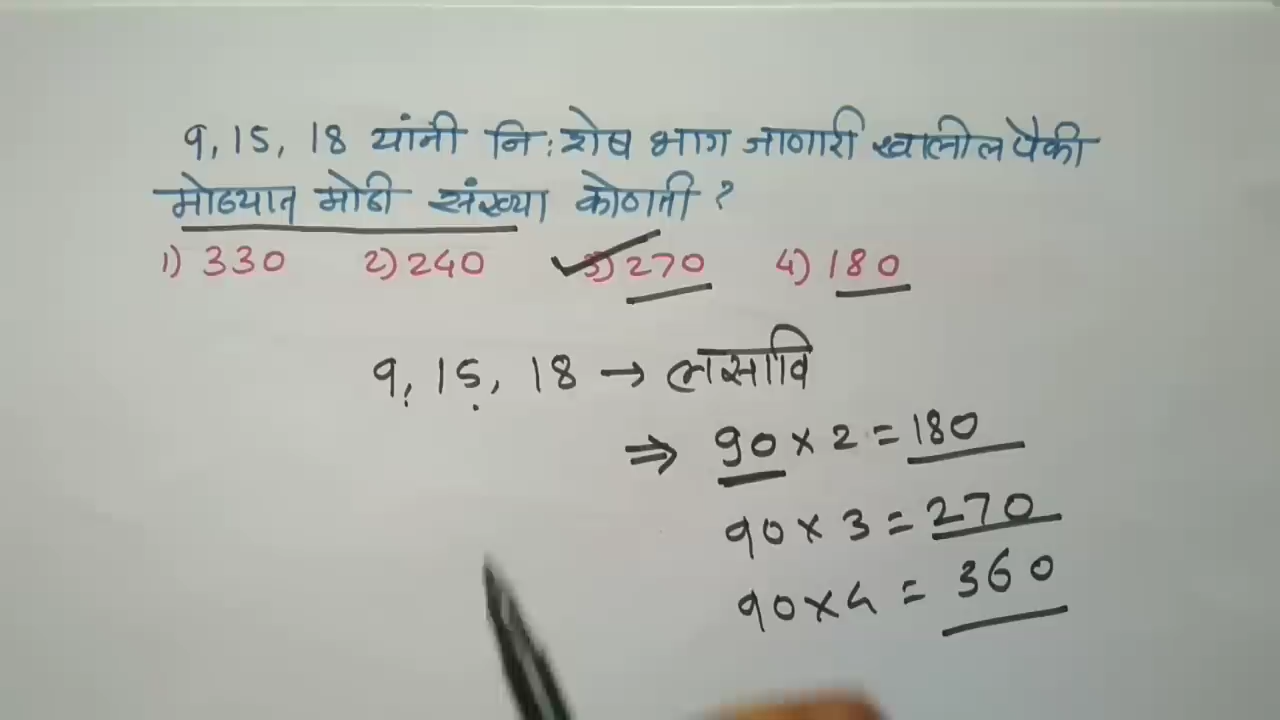 9, 15, 18 यांनी नि:शेष भाग जाणारी खालीलपैकी
मोठ्यात मोठी संख्या कोणती ?
1) 330 2) 240 3) 270 4) 180
9, 15, 18 → लसावि
⇒ 90 × 2 = 180
90 × 3 = 270
90 × 4 = 360